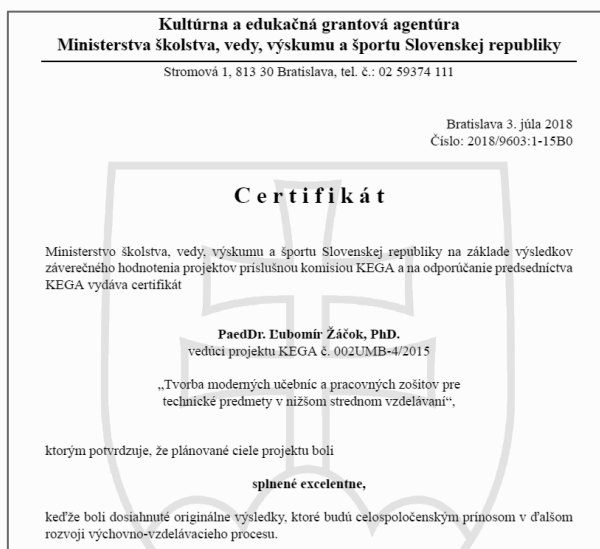 Kultúrna a edukačná grantová agentúra
Ministerstva školstva, vedy, výskumu a športu Slovenskej republiky
Stromová 1, 813 30 Bratislava, tel. č.: 02 59374 111
Bratislava 3. júla 2018
Číslo: 2018/9603:1-15B0
Certifikát
Ministerstvo školstva, vedy, výskumu a športu Slovenskej republiky na základe výsledkov
záverečného hodnotenia projektov príslušnou komisiou KEGA a na odporúčanie predsedníctva
KEGA vydáva certifikát
PaedDr. Ľubomír Žáčok, PhD.
vedúci projektu KEGA č. 002UMB-4/2015
„Tvorba moderných učebníc a pracovných zošitov pre
technické predmety v nižšom strednom vzdelávaní“,
ktorým potvrdzuje, že plánované ciele projektu boli
splnené excelentne,
keďže boli dosiahnuté originálne výsledky, ktoré budú celospoločenským prínosom v ďalšom
rozvoji výchovno-vzdelávacieho procesu.